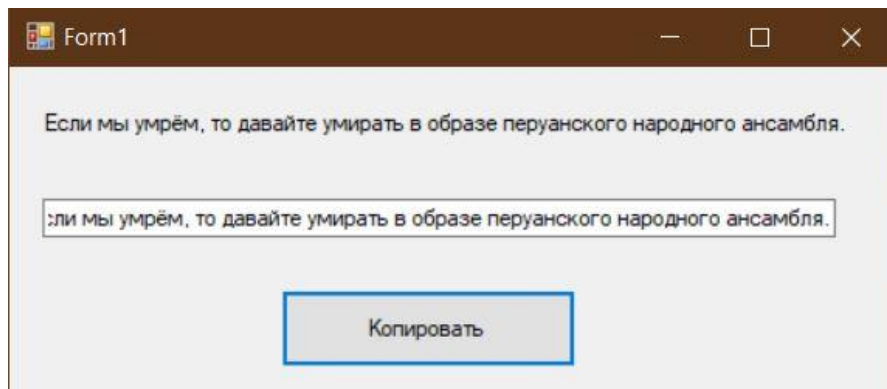 Form1
Если мы умрём, то давайте умирать в образе перуанского народного ансамбля.
сли мы умрём, то давайте умирать в образе перуанского народного ансамбля.
Копировать